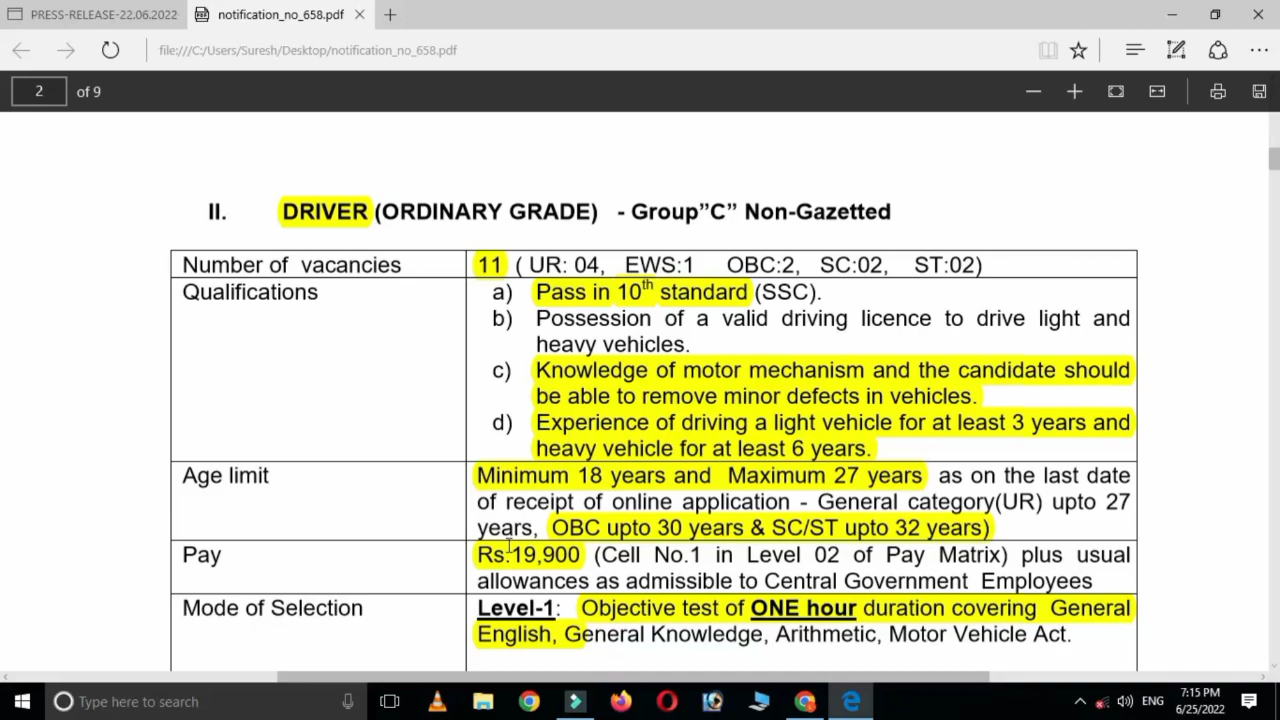 PRESS-RELEASE-22.06.2022
notification_no_658.pdf
file:///C:/Users/Suresh/Desktop/notification_no_658.pdf
2 of 9
II. DRIVER (ORDINARY GRADE) - Group”C” Non-Gazetted
Number of vacancies 11 ( UR: 04, EWS:1 OBC:2, SC:02, ST:02)
Qualifications a) Pass in 10th standard (SSC).
b) Possession of a valid driving licence to drive light and
heavy vehicles.
c) Knowledge of motor mechanism and the candidate should
be able to remove minor defects in vehicles.
d) Experience of driving a light vehicle for at least 3 years and
heavy vehicle for at least 6 years.
Age limit Minimum 18 years and Maximum 27 years as on the last date
of receipt of online application - General category(UR) upto 27
years, OBC upto 30 years & SC/ST upto 32 years)
Pay Rs.19,900 (Cell No.1 in Level 02 of Pay Matrix) plus usual
allowances as admissible to Central Government Employees
Mode of Selection Level-1: Objective test of ONE hour duration covering General
English, General Knowledge, Arithmetic, Motor Vehicle Act.
Type here to search
ENG
7:15 PM
6/25/2022